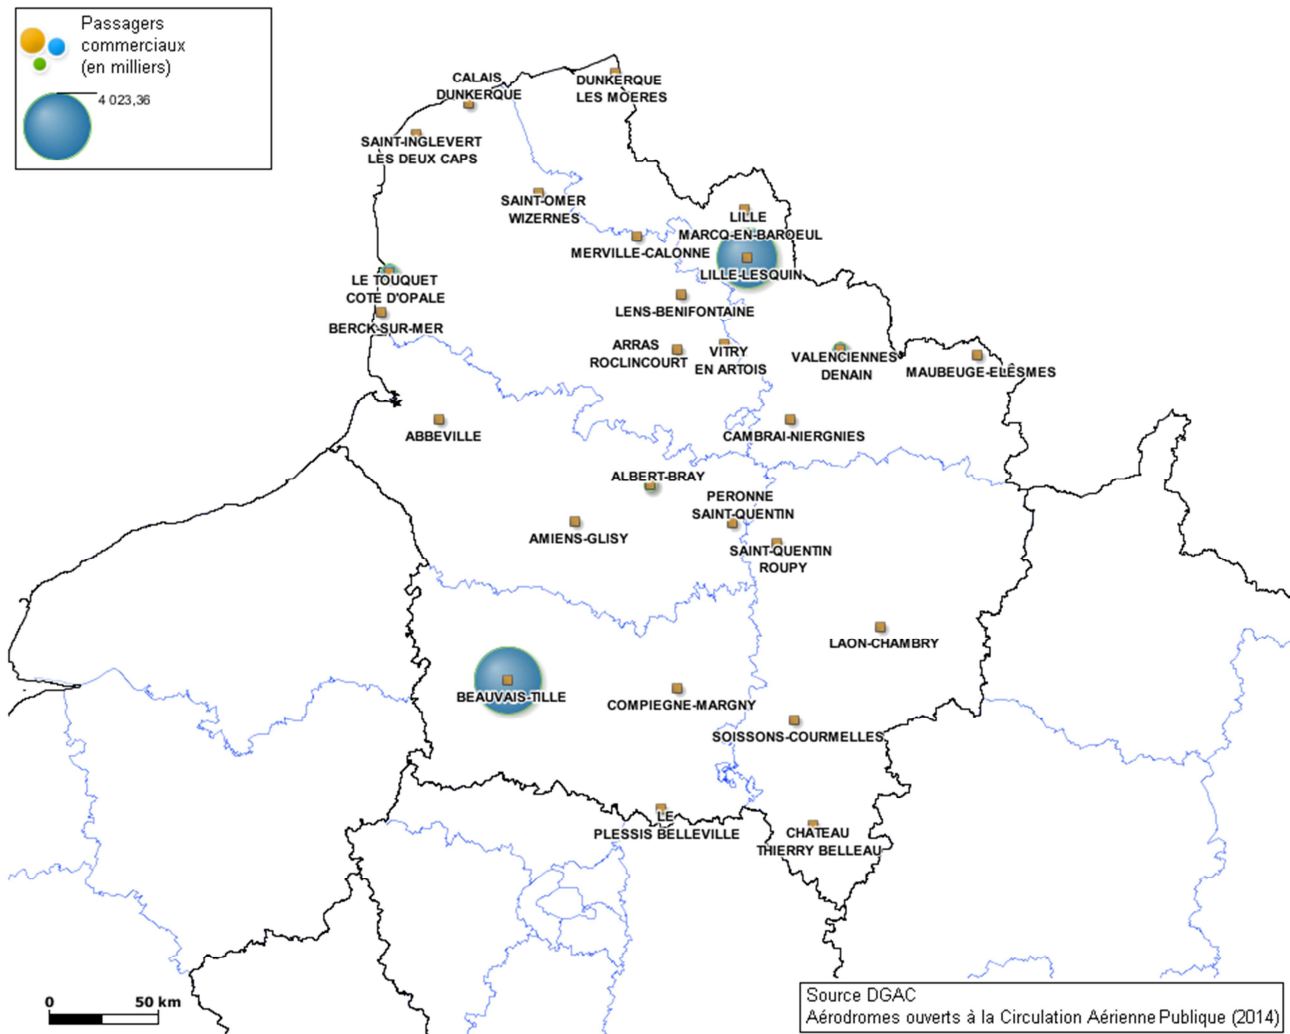 Passagers
commerciaux
(en milliers)
4 023,36
CALAIS
DUNKERQUE
DUNKERQUE
LES MOERES
SAINT-INGLEVERT
LES DEUX CAPS
SAINT-OMER
WIZERNES
LILLE
MARCQ-EN-BAROEUL
MERVILLE-CALONNE
LILLE-LESQUIN
LE TOUQUET
COTE D'OPALE
LENS-BENIFONTAINE
BERCK-SUR-MER
ARRAS
ROCLINCOURT
VITRY
EN ARTOIS
VALENCIENNES
DENAIN
MAUBEUGE-ELÊSMES
ABBEVILLE
CAMBRAI-NIERGNIES
ALBERT-BRAY
PERONNE
SAINT-QUENTIN
AMIENS-GLISY
SAINT-QUENTIN
ROUPY
LAON-CHAMBRY
BEAUVAIS-TILLE
COMPIEGNE-MARGNY
SOISSONS-COURMELLES
LE
PLESSIS BELLEVILLE
CHATEAU
THIERRY BELLEAU
0 50 km
Source DGAC
Aérodromes ouverts à la Circulation Aérienne Publique (2014)